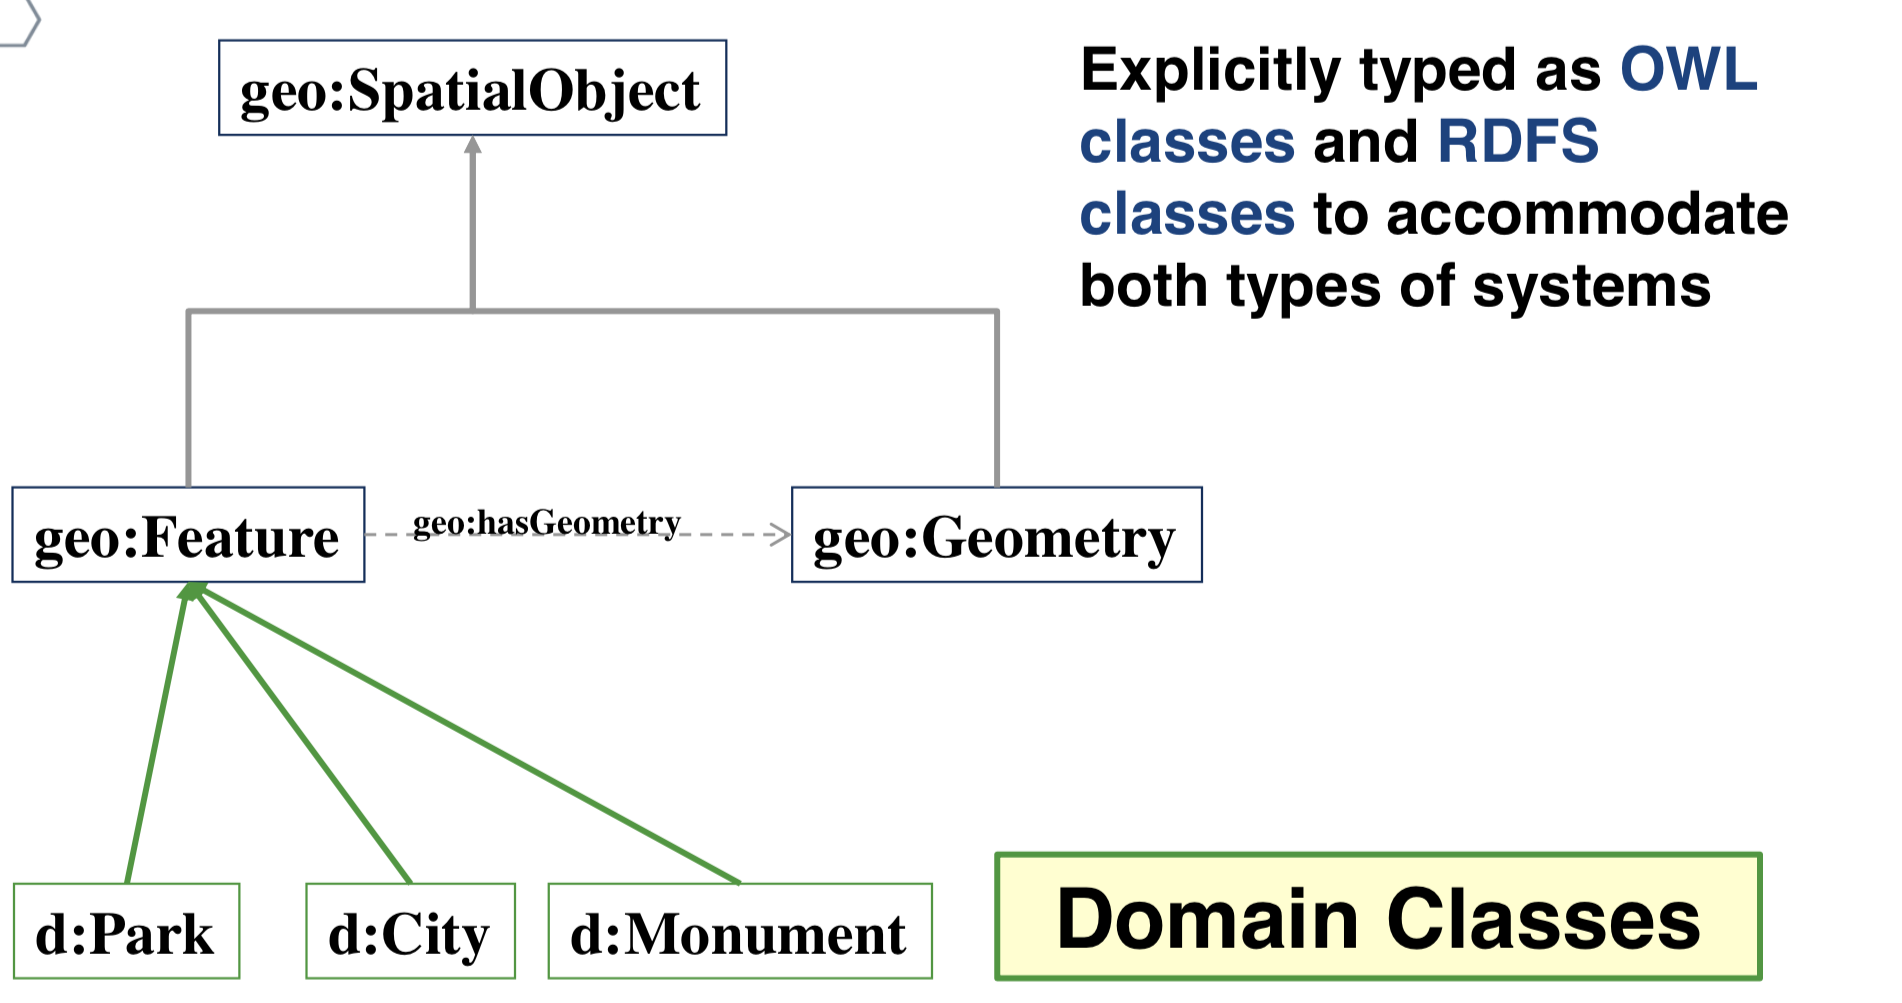 geo:SpatialObject
Explicitly typed as OWL
classes and RDFS
classes to accommodate
both types of systems
geo:Feature
geo:hasGeometry
geo:Geometry
d:Park
d:City
d:Monument
Domain Classes